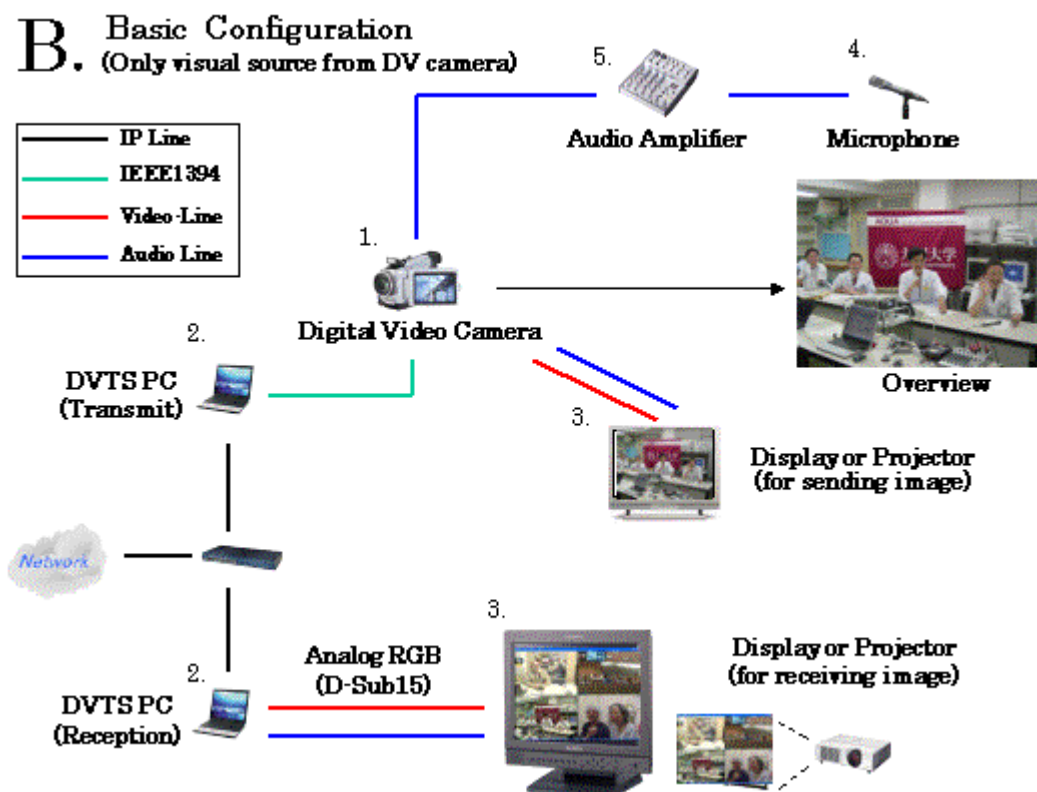 B. Basic Configuration
(Only visual source from DV camera)
IP Line
IEEE1394
Video-Line
Audio Line
5.
Audio Amplifier
4.
Microphone
1.
Digital Video Camera
Overview
2.
DVTS PC
(Transmit)
3.
Display or Projector
(for sending image)
Network
2.
DVTS PC
(Reception)
Analog RGB
(D-Sub15)
3.
Display or Projector
(for receiving image)